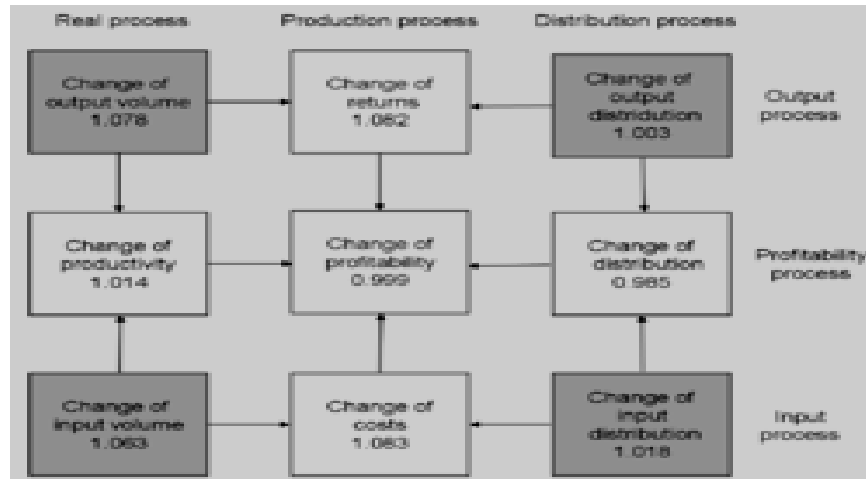 Real process
Production process
Distribution process
Change of
output volume
1.078
Change of
returns
1.082
Change of
output
distridution
1.003
Output
process
Change of
productivity
1.014
Change of
profitability
0.999
Change of
distribution
0.985
Profitability
process
Change of
input volume
1.063
Change of
costs
1.083
Change of
input
distribution
1.018
Input
process